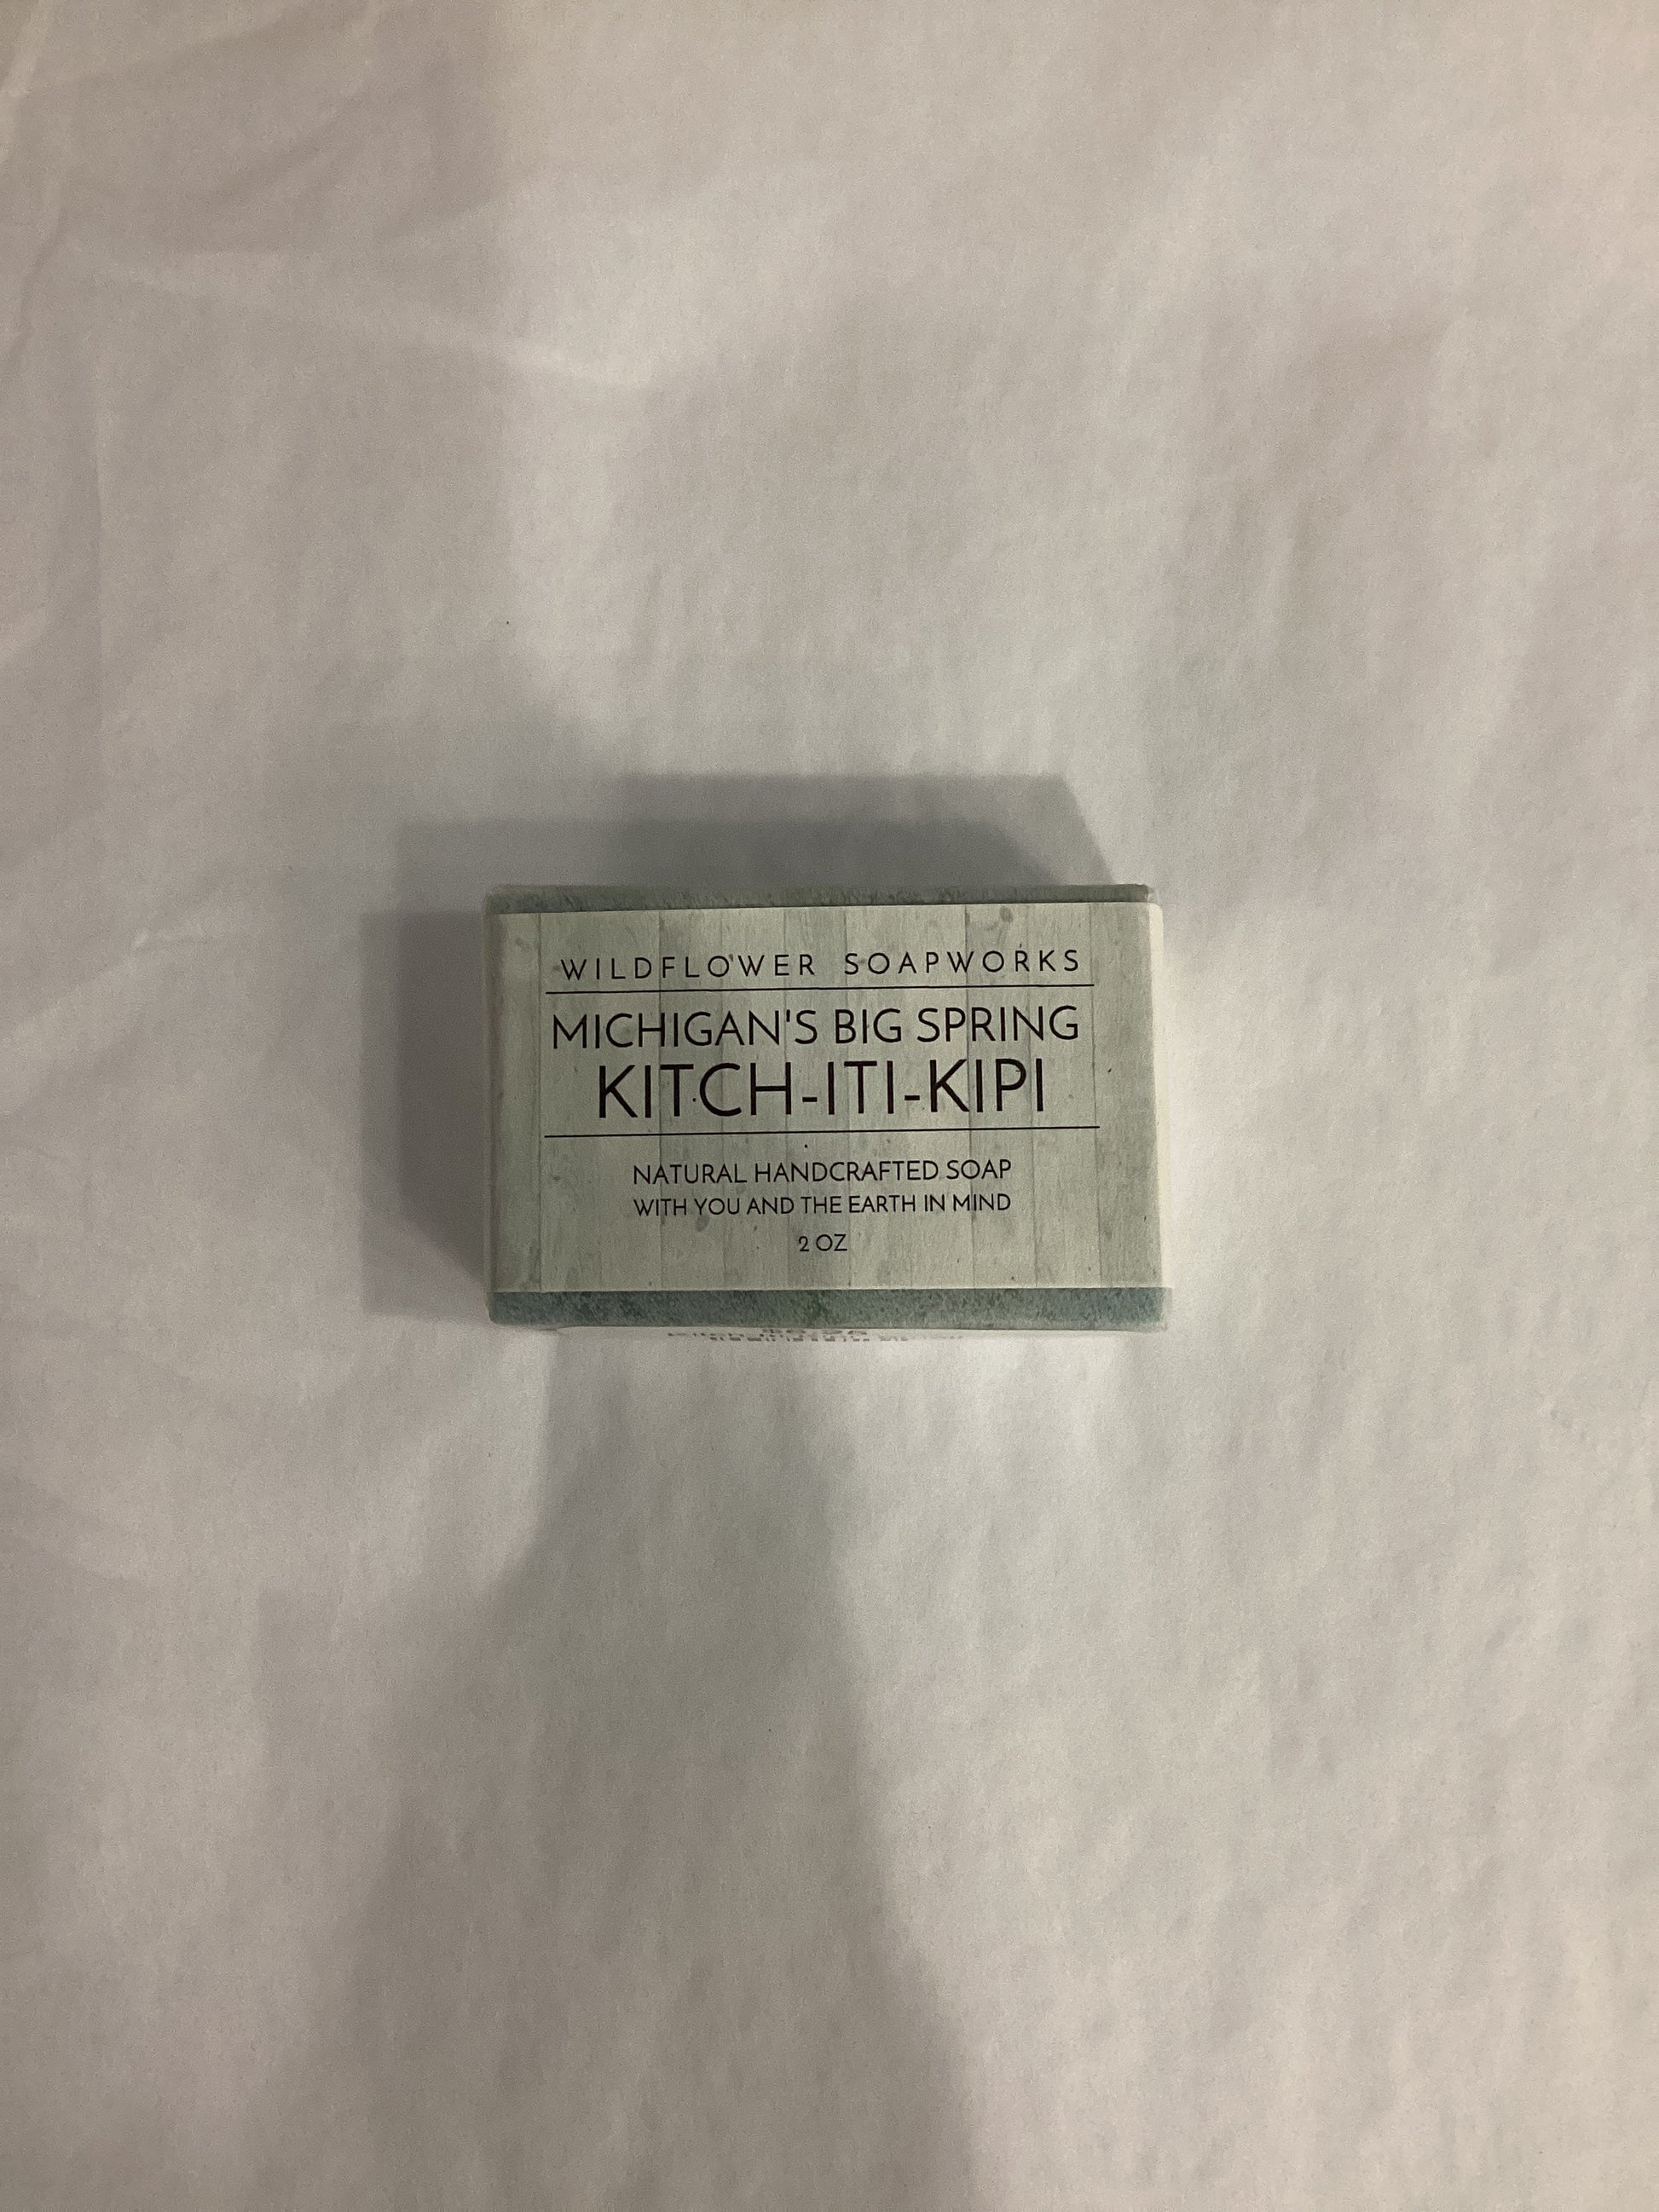 WILDFLOWER SOAPWORKS
MICHIGAN'S BIG SPRING
KITCH-ITI-KIPI
NATURAL HANDCRAFTED SOAP
WITH YOU AND THE EARTH IN MIND
2 OZ